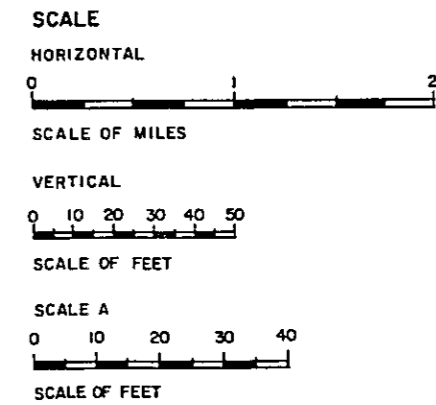 SCALE
HORIZONTAL
0 1 2
SCALE OF MILES
VERTICAL
0 10 20 30 40 50
SCALE OF FEET
SCALE A
0 10 20 30 40
SCALE OF FEET